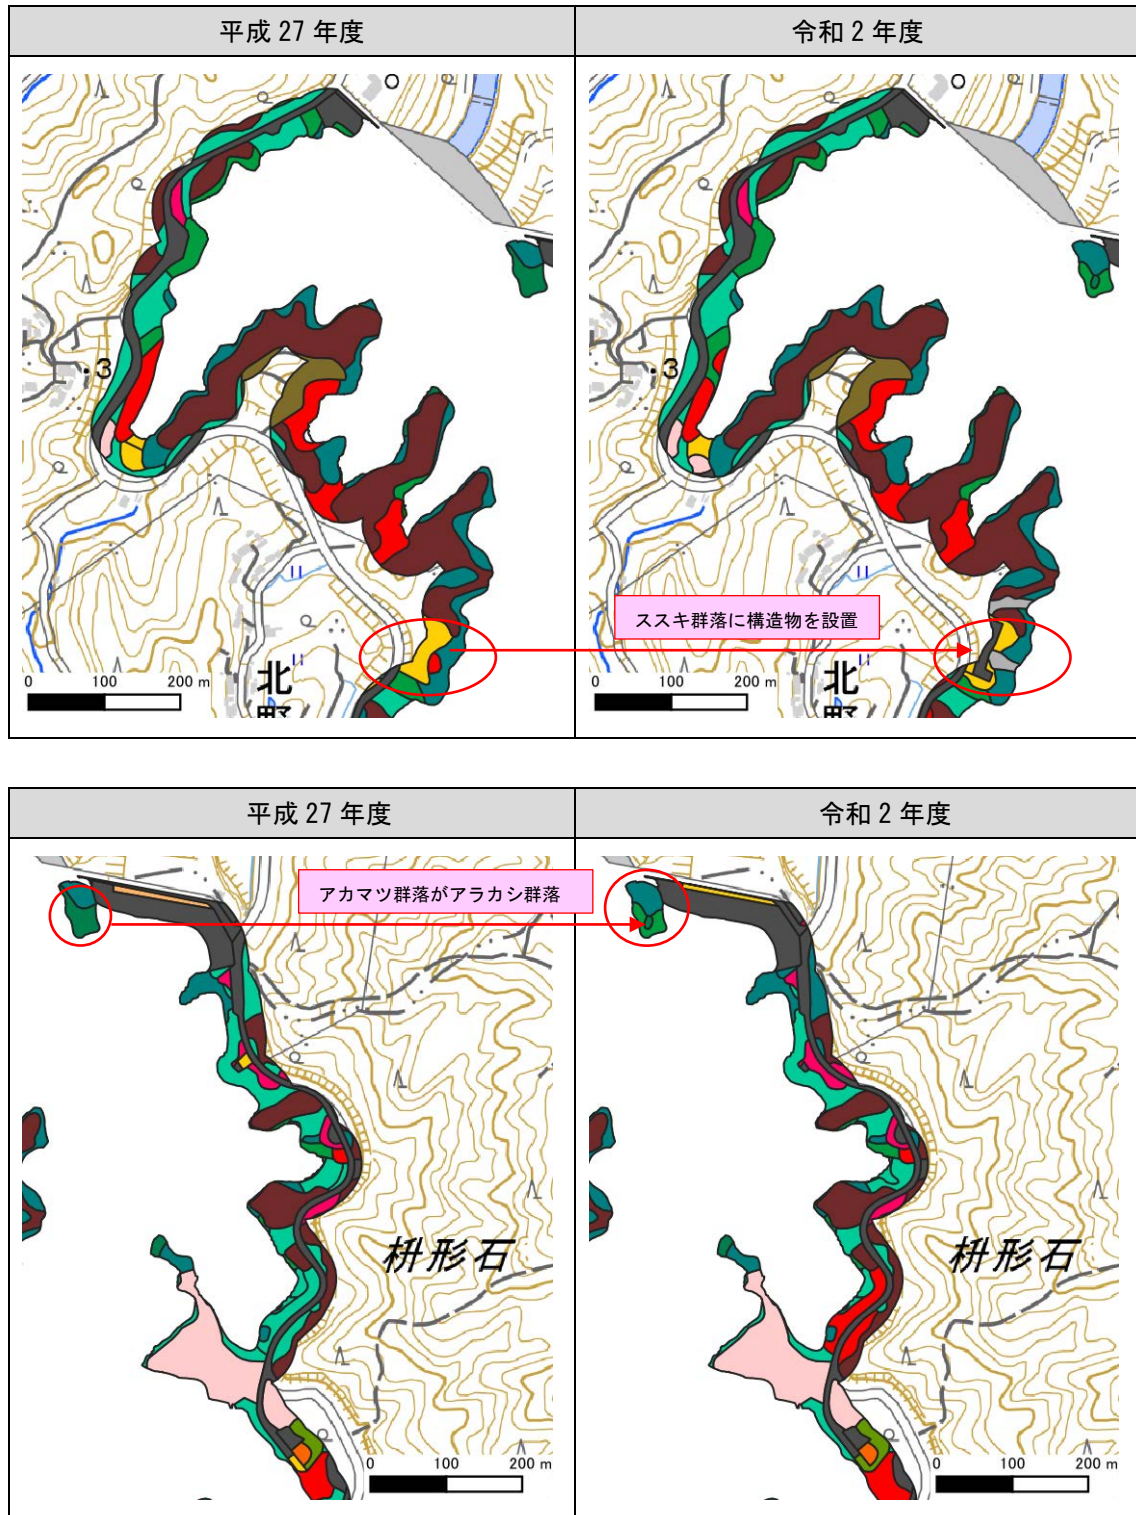 平成 27 年度
令和 2 年度
3
3
ススキ群落に構造物を設置
北
北
0 100 200 m
0 100 200 m
平成 27 年度
令和 2 年度
アカマツ群落がアラカシ群落
枡形石
枡形石
0 100 200 m
0 100 200 m